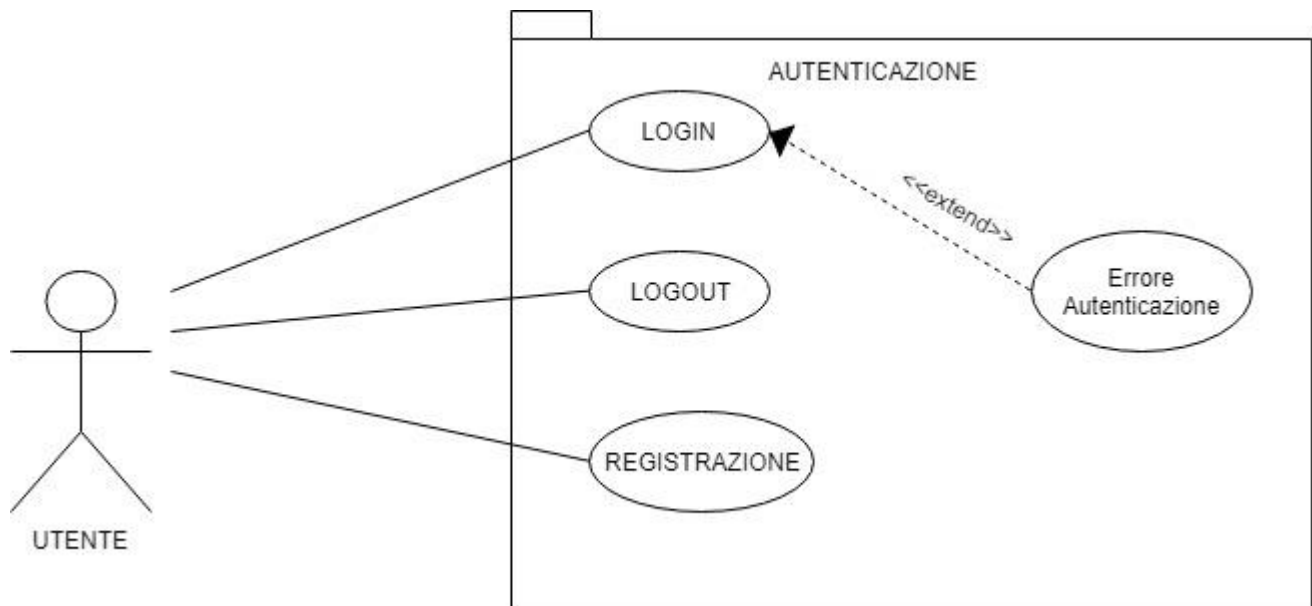 AUTENTICAZIONE
LOGIN
<<extend>>
LOGOUT
Errore
Autenticazione
REGISTRAZIONE
UTENTE